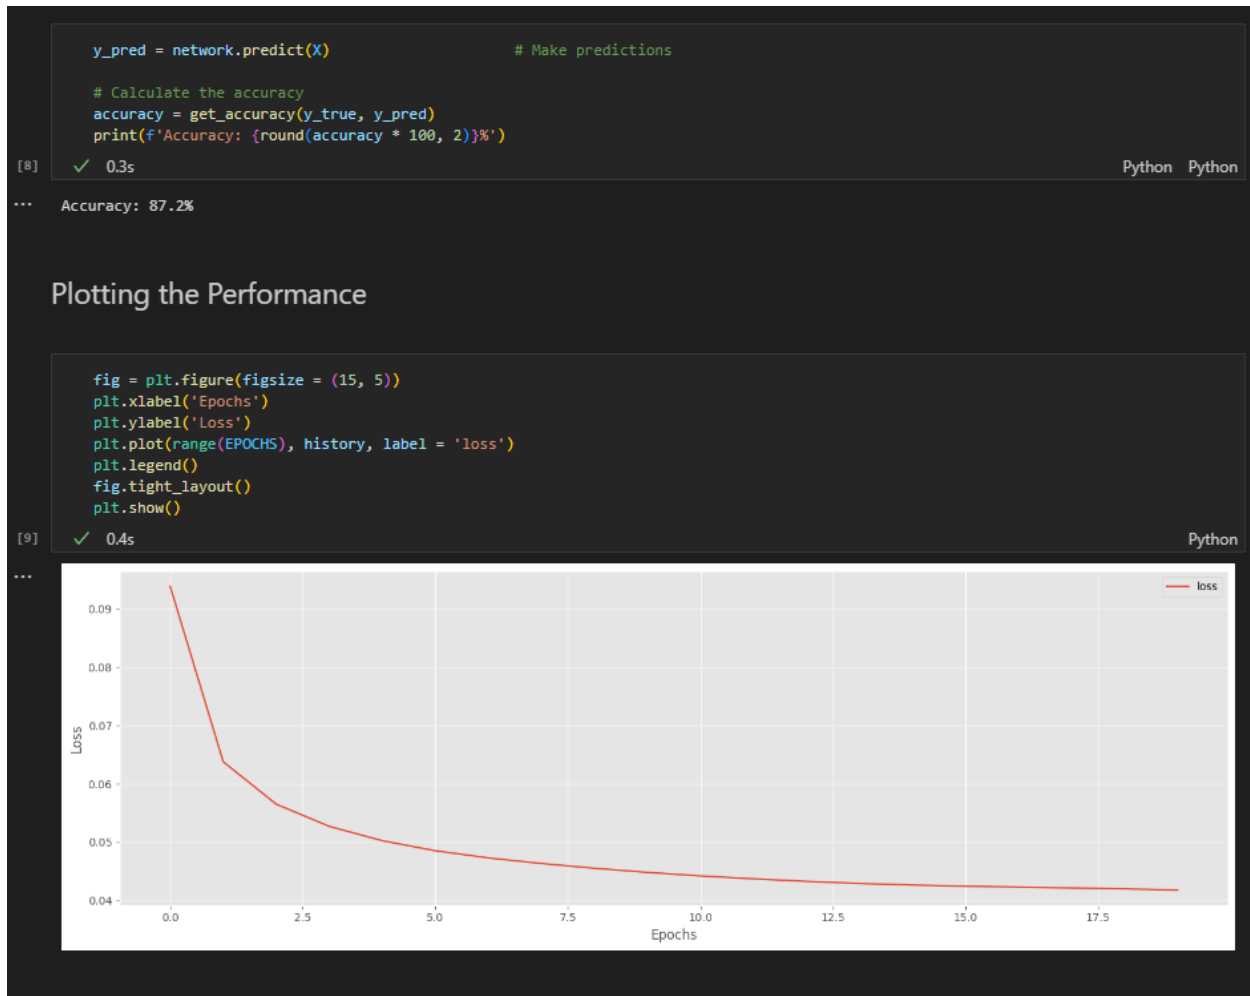 y_pred = network.predict(X) # Make predictions
# Calculate the accuracy
accuracy = get_accuracy(y_true, y_pred)
print(f'Accuracy: {round(accuracy * 100, 2)}%')
[8] ✓ 0.3s Python Python
... Accuracy: 87.2%
Plotting the Performance
fig = plt.figure(figsize = (15, 5))
plt.xlabel('Epochs')
plt.ylabel('Loss')
plt.plot(range(EPOCHS), history, label = 'loss')
plt.legend()
fig.tight_layout()
plt.show()
[9] ✓ 0.4s Python
...
loss
0.09
0.08
0.07
0.06
0.05
0.04
Loss
0.0 2.5 5.0 7.5 10.0 12.5 15.0 17.5
Epochs